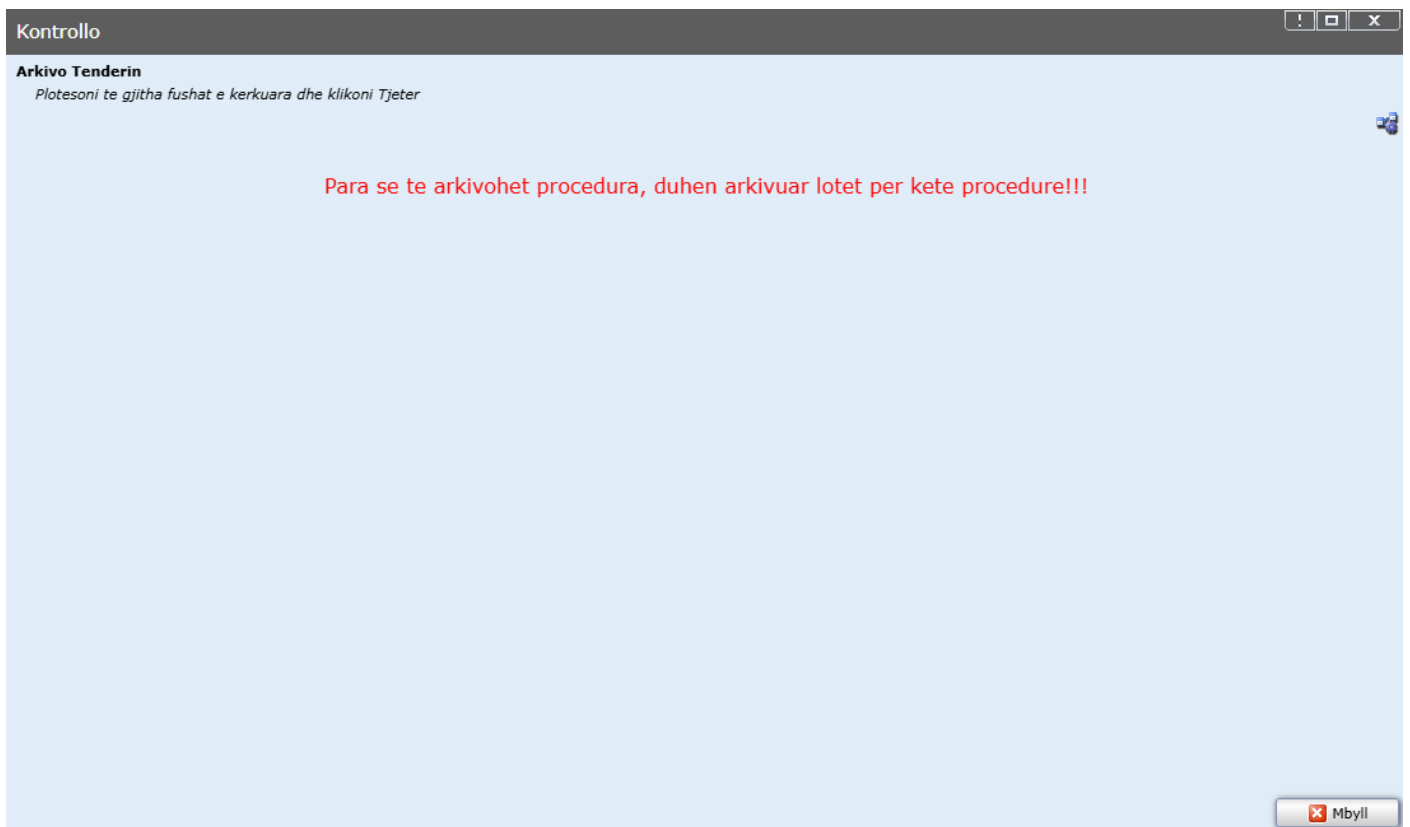 Kontrollo
Arkivo Tenderin
Plotesoni te gjitha fushat e kerkuara dhe klikoni Tjeter
Para se te arkivohet procedura, duhen arkivuar lotet per kete procedure!!!
Mbyll